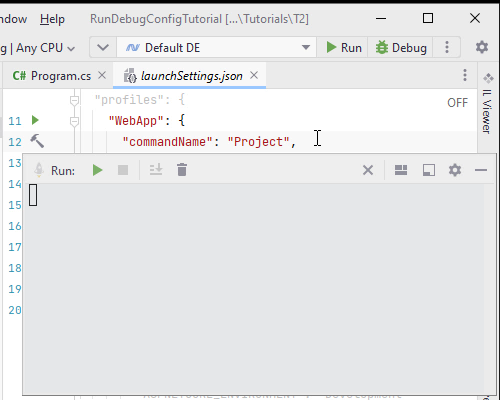 ndow Help RunDebugConfigTutorial [...\Tutorials\T2]
g | Any CPU Default DE Run Debug
C# Program.cs launchSettings.json
"profiles": { OFF
11 "WebApp": {
12 "commandName": "Project",
13
Run:
14
15
16
17
18
19
20
IL Viewer